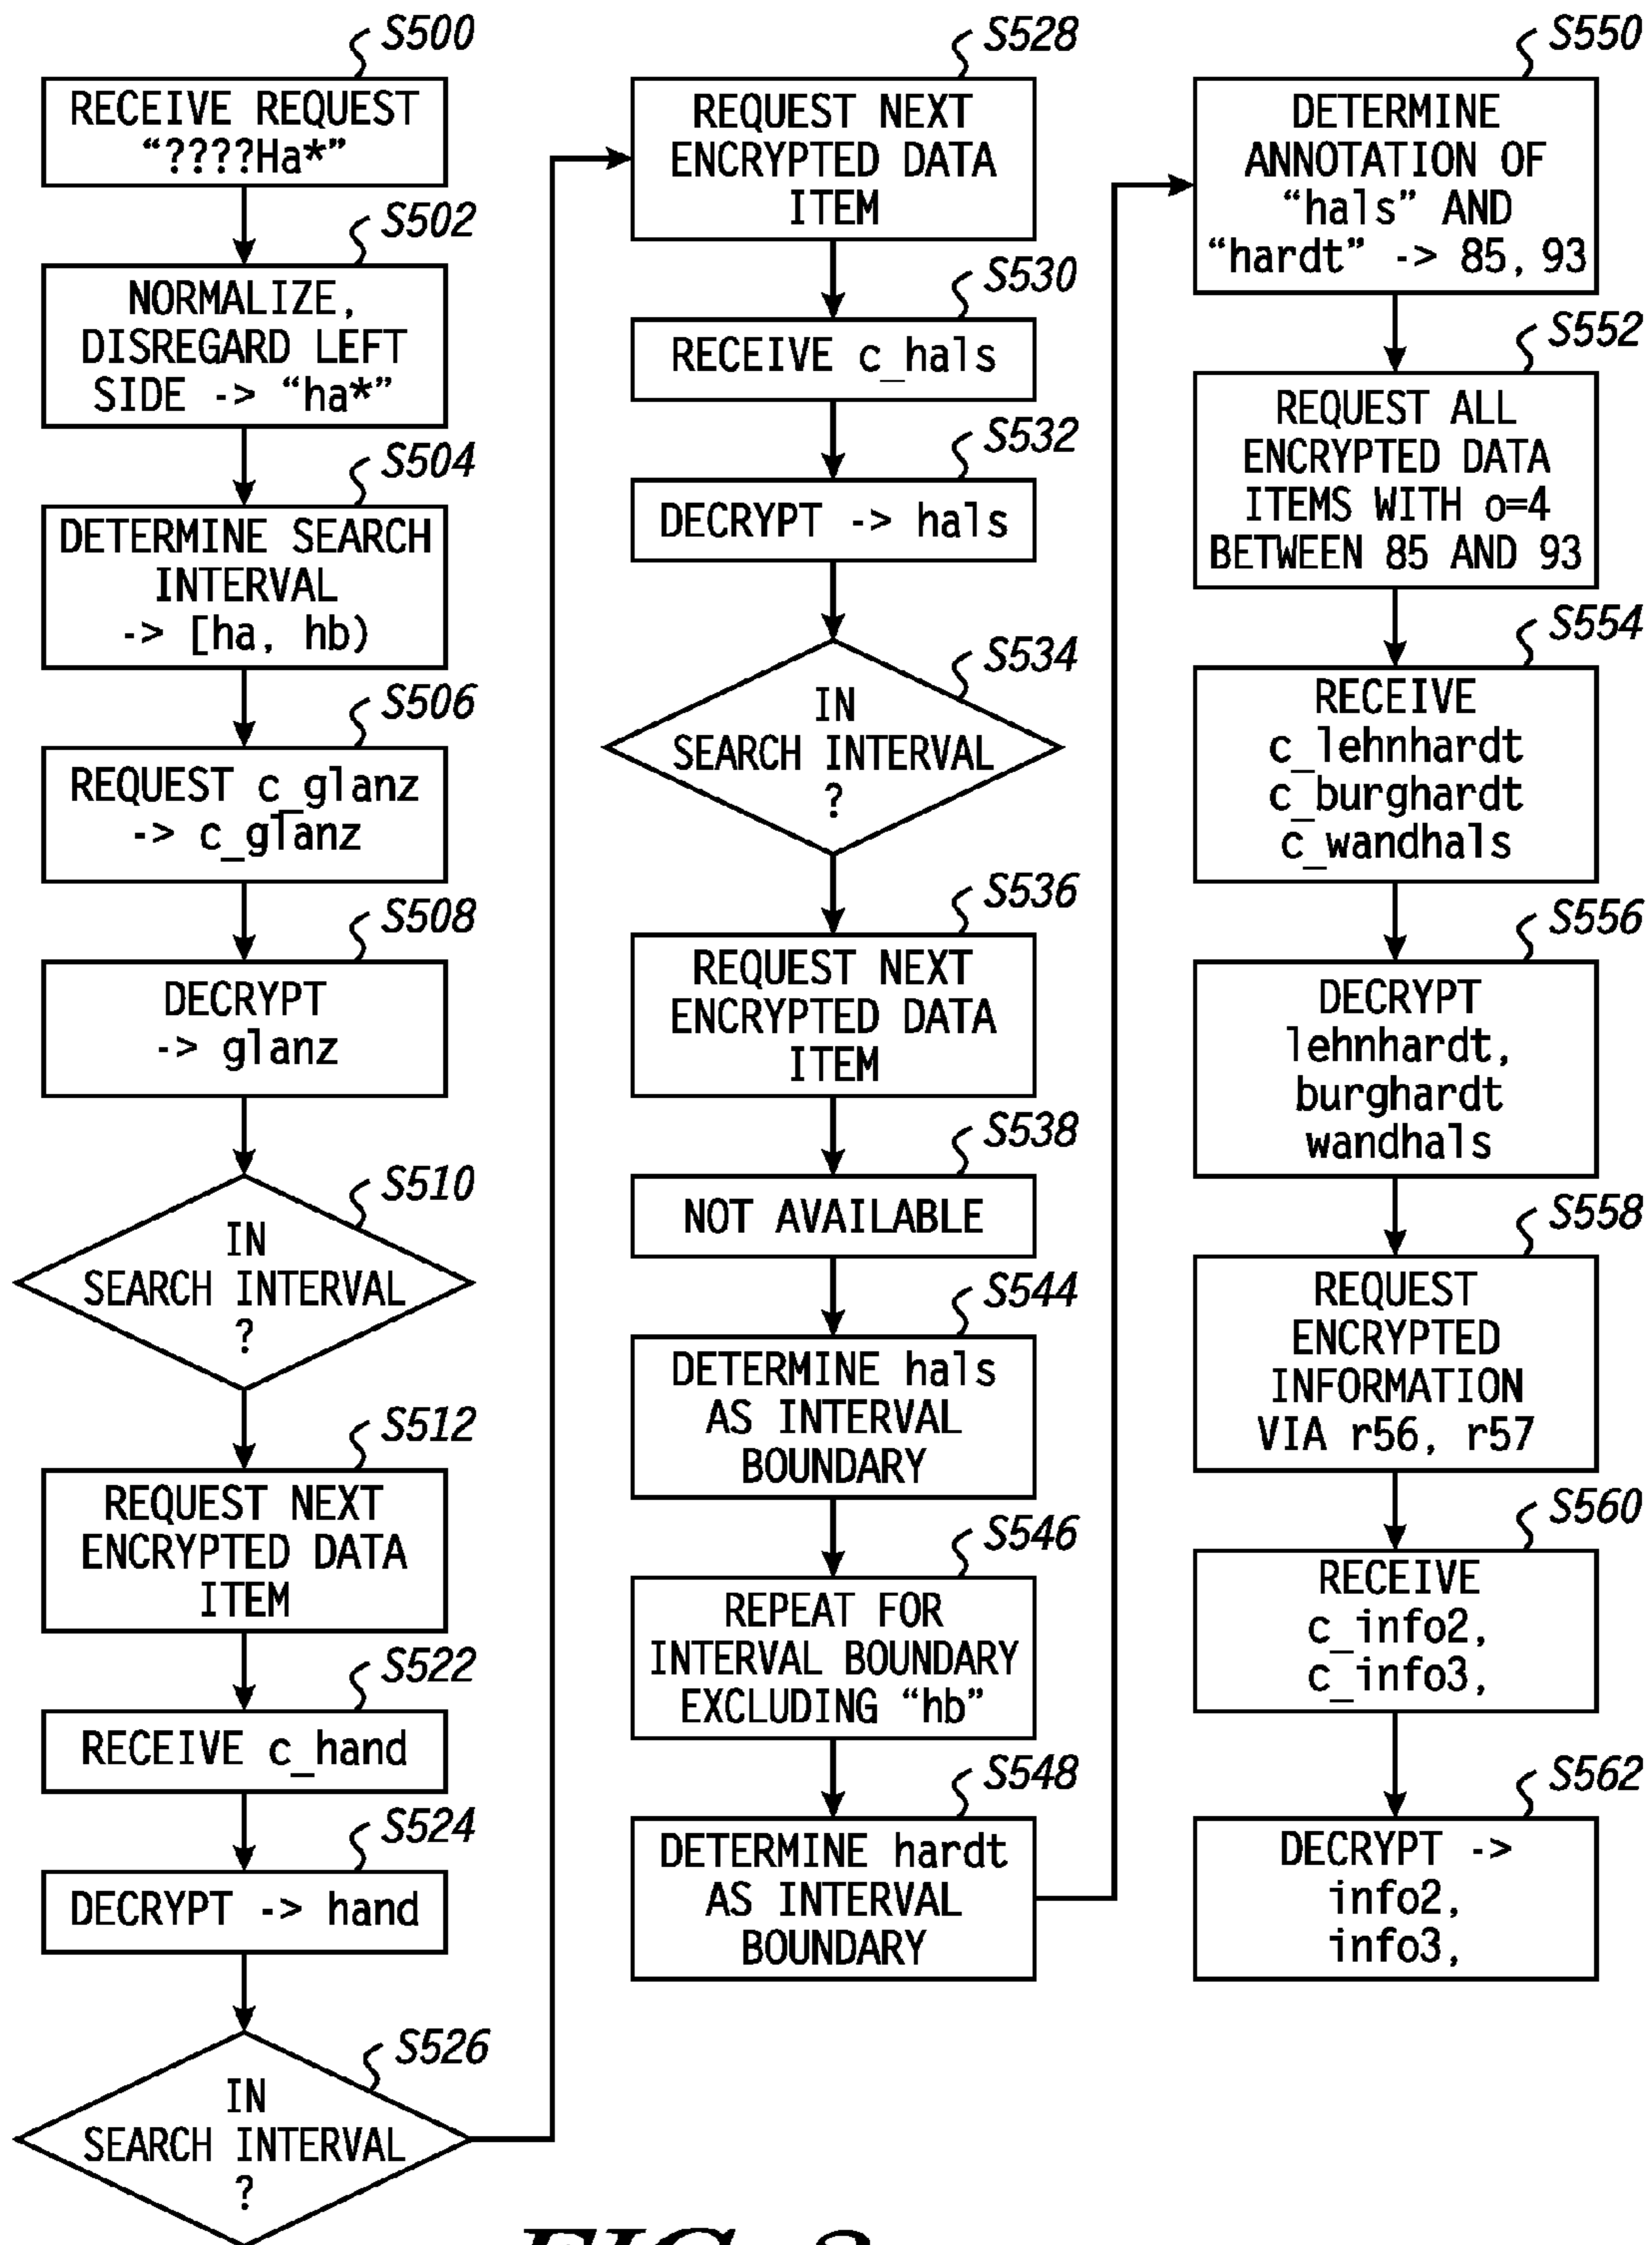 S500
RECEIVE REQUEST
“????Ha*”
S502
NORMALIZE,
DISREGARD LEFT
SIDE -> “ha*”
S504
DETERMINE SEARCH
INTERVAL
-> [ha, hb)
S506
REQUEST c_glanz
-> c_glanz
S508
DECRYPT
-> glanz
S510
IN
SEARCH INTERVAL
?
S512
REQUEST NEXT
ENCRYPTED DATA
ITEM
S522
RECEIVE c_hand
S524
DECRYPT -> hand
S526
IN
SEARCH INTERVAL
?
S528
REQUEST NEXT
ENCRYPTED DATA
ITEM
S530
RECEIVE c_hals
S532
DECRYPT -> hals
S534
IN
SEARCH INTERVAL
?
S536
REQUEST NEXT
ENCRYPTED DATA
ITEM
S538
NOT AVAILABLE
S544
DETERMINE hals
AS INTERVAL
BOUNDARY
S546
REPEAT FOR
INTERVAL BOUNDARY
EXCLUDING “hb”
S548
DETERMINE hardt
AS INTERVAL
BOUNDARY
S550
DETERMINE
ANNOTATION OF
“hals” AND
“hardt” -> 85, 93
S552
REQUEST ALL
ENCRYPTED DATA
ITEMS WITH o=4
BETWEEN 85 AND 93
S554
RECEIVE
c_lehnhardt
c_burghardt
c_wandhals
S556
DECRYPT
lehnhardt,
burghardt
wandhals
S558
REQUEST
ENCRYPTED
INFORMATION
VIA r56, r57
S560
RECEIVE
c_info2,
c_info3,
S562
DECRYPT ->
info2,
info3,